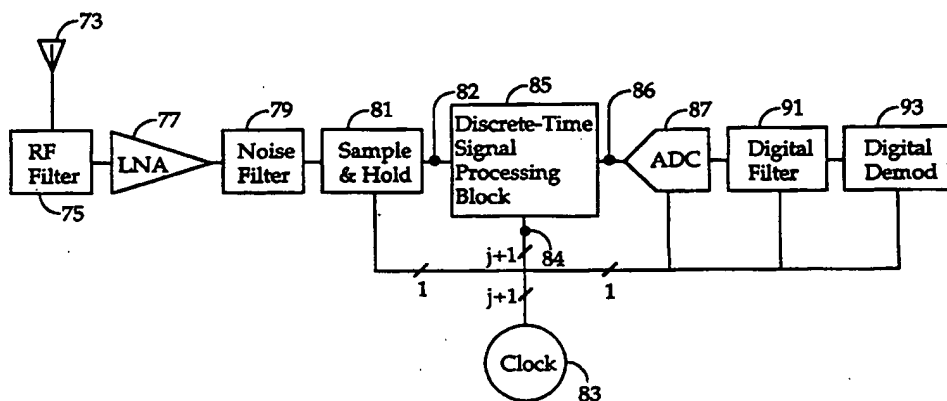 73
85
82
86
77
79
81
87
91
93
RF
Filter
LNA
Noise
Filter
Sample
& Hold
Discrete-Time
Signal
Processing
Block
ADC
Digital
Filter
Digital
Demod
75
84
j+1
1
1
j+1
Clock
83